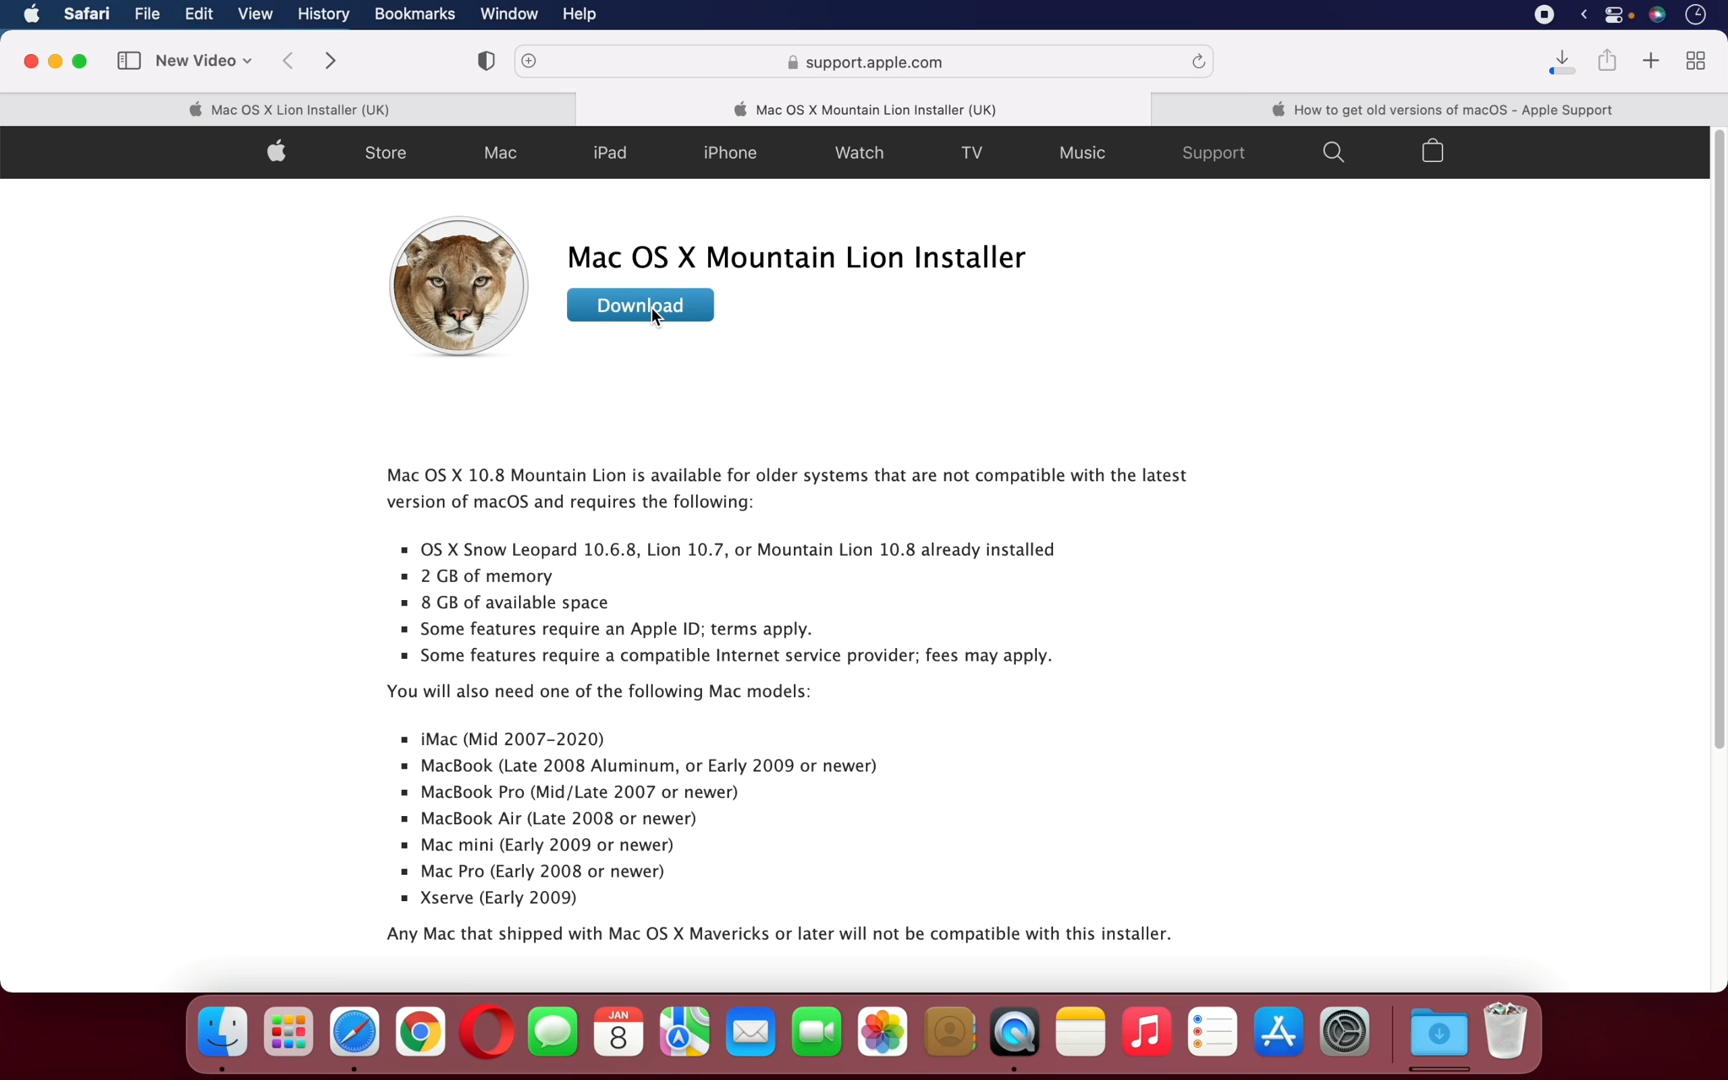 Safari File Edit View History Bookmarks Window Help
New Video support.apple.com
Mac OS X Lion Installer (UK) Mac OS X Mountain Lion Installer (UK) How to get old versions of macOS - Apple Support
Store Mac iPad iPhone Watch TV Music Support
Mac OS X Mountain Lion Installer
Download
Mac OS X 10.8 Mountain Lion is available for older systems that are not compatible with the latest
version of macOS and requires the following:
▪ OS X Snow Leopard 10.6.8, Lion 10.7, or Mountain Lion 10.8 already installed
▪ 2 GB of memory
▪ 8 GB of available space
▪ Some features require an Apple ID; terms apply.
▪ Some features require a compatible Internet service provider; fees may apply.
You will also need one of the following Mac models:
▪ iMac (Mid 2007-2020)
▪ MacBook (Late 2008 Aluminum, or Early 2009 or newer)
▪ MacBook Pro (Mid/Late 2007 or newer)
▪ MacBook Air (Late 2008 or newer)
▪ Mac mini (Early 2009 or newer)
▪ Mac Pro (Early 2008 or newer)
▪ Xserve (Early 2009)
Any Mac that shipped with Mac OS X Mavericks or later will not be compatible with this installer.
JAN
8